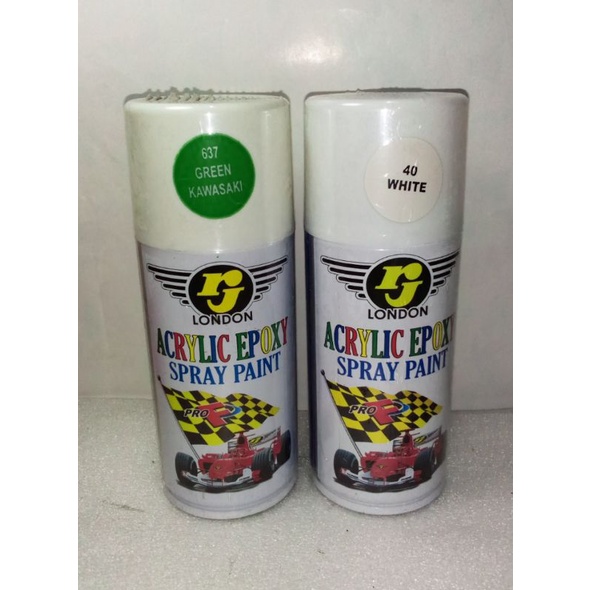 637
GREEN
KAWASAKI
rj
LONDON
ACRYLIC EPOXY
SPRAY PAINT
PRO
40
WHITE
rj
LONDON
ACRYLIC EPOXY
SPRAY PAINT
PRO